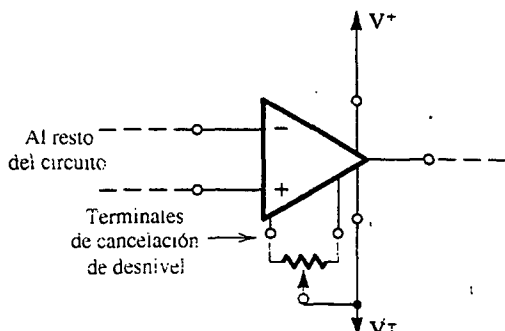 V+
Al resto
del circuito
−
+
Terminales
de cancelación
de desnivel
V−